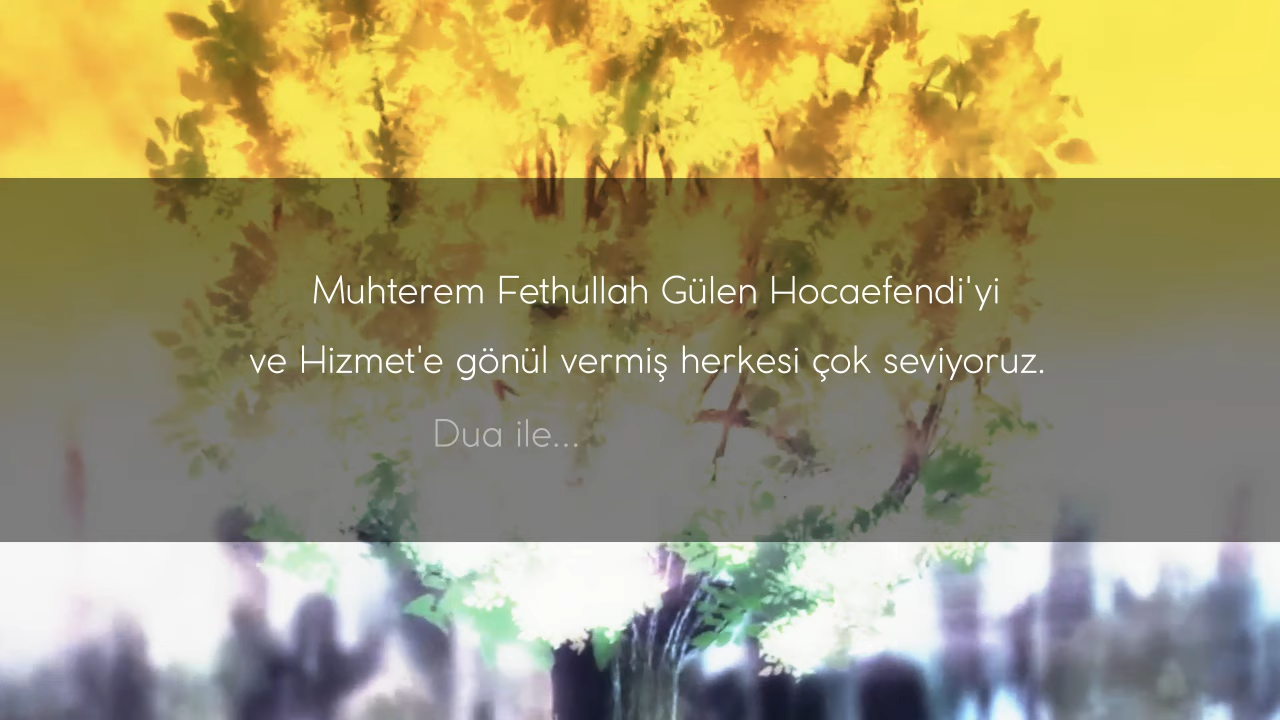 Muhterem Fethullah Gülen Hocaefendi'yi
ve Hizmet'e gönül vermiş herkesi çok seviyoruz.
Dua ile...